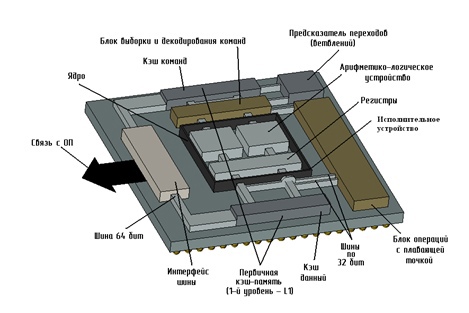 Предсказатель переходов
(ветвлений)
Блок выборки и декодирования команд
Кэш команд
Арифметико-логическое
устройство
Ядро
Регистры
Исполнительное
устройство
Связь с ОП
Шина 64 бит
Интерфейс
шины
Первичная
кэш-память
(1-й уровень - L1)
Кэш
данный
Шины
по
32 бит
Блок операций
с плавающей
точкой